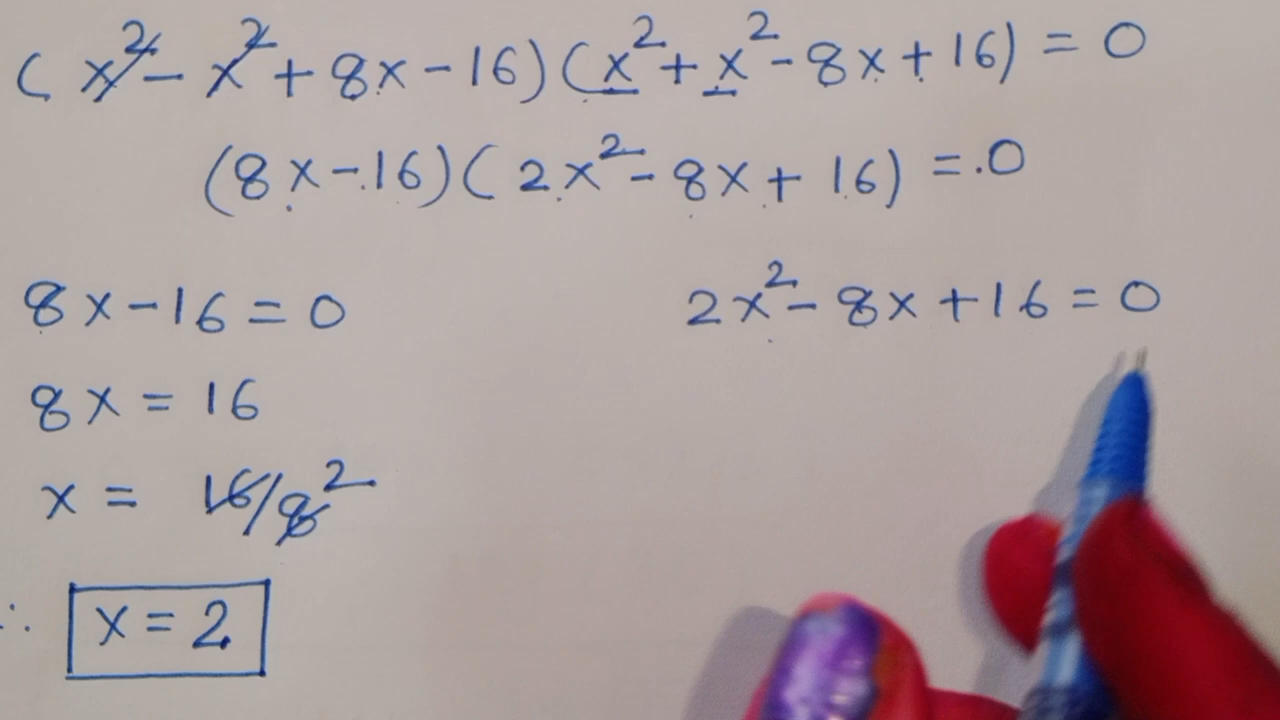 ( x² - x² + 8x - 16) (x² + x² - 8x + 16) = 0
(8x - 16) ( 2x² - 8x + 16) = 0
8x - 16 = 0
8x = 16
x = 16/8 2
∴ x = 2
2x² - 8x + 16 = 0